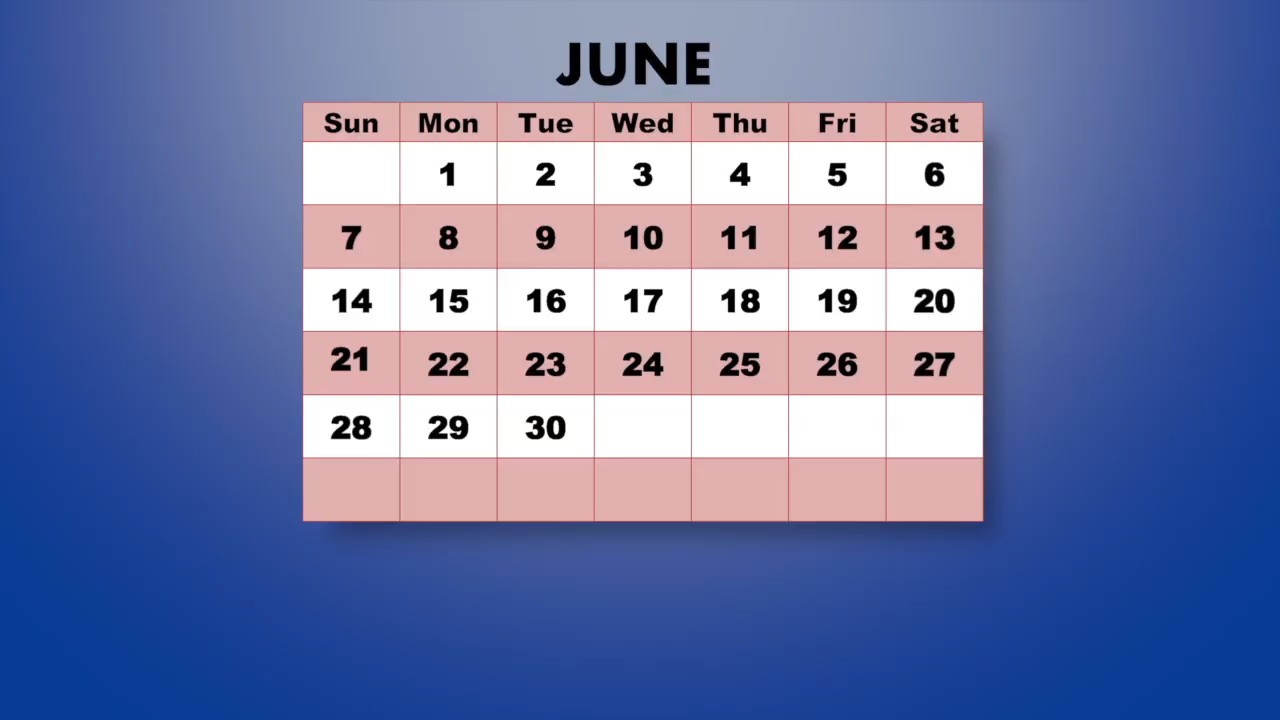 JUNE
Sun Mon Tue Wed Thu Fri Sat
1 2 3 4 5 6
7 8 9 10 11 12 13
14 15 16 17 18 19 20
21 22 23 24 25 26 27
28 29 30